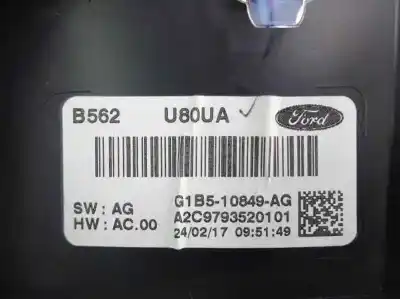 B562 U80UA
Ford
SW: AG G1B5-10849-AG
HW: AC.00 A2C9793520101
24/02/17 09:51:49